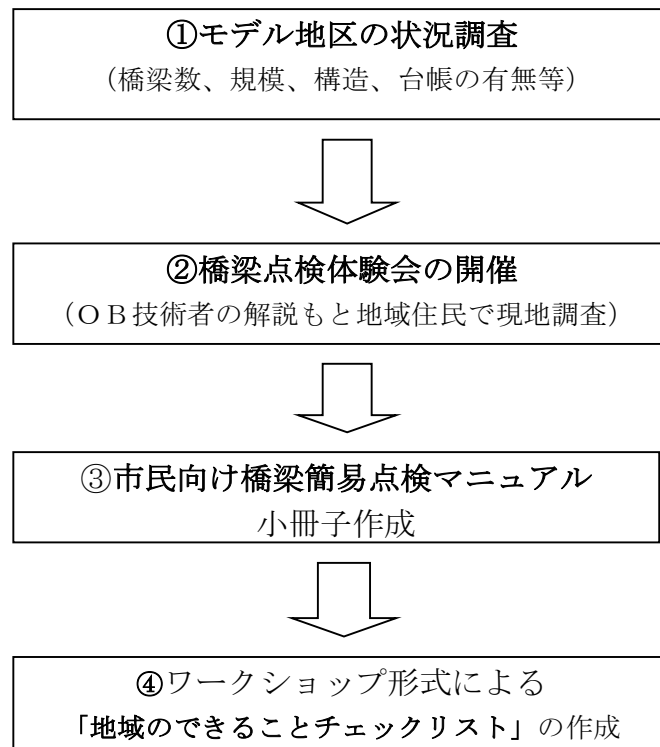 ①モデル地区の状況調査
（橋梁数、規模、構造、台帳の有無等）
②橋梁点検体験会の開催
（ＯＢ技術者の解説もと地域住民で現地調査）
③市民向け橋梁簡易点検マニュアル
小冊子作成
④ワークショップ形式による
「地域のできることチェックリスト」の作成